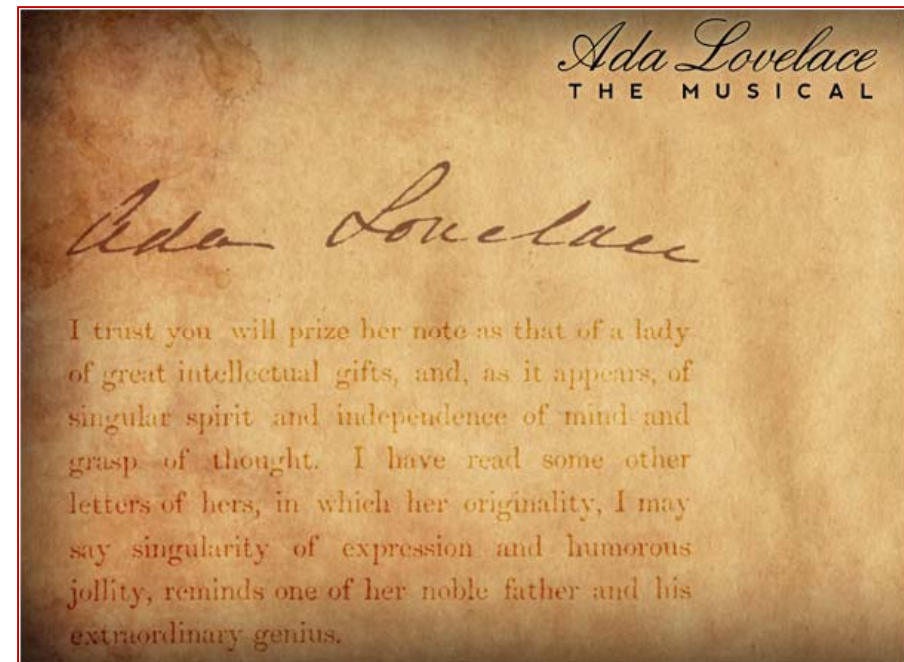 Ada Lovelace
THE MUSICAL
Ada Lovelace
I trust you will prize her note as that of a lady
of great intellectual gifts, and, as it appears, of
singular spirit and independence of mind and
grasp of thought. I have read some other
letters of hers, in which her originality, I may
say singularity of expression and humorous
jollity, reminds one of her noble father and his
extraordinary genius.